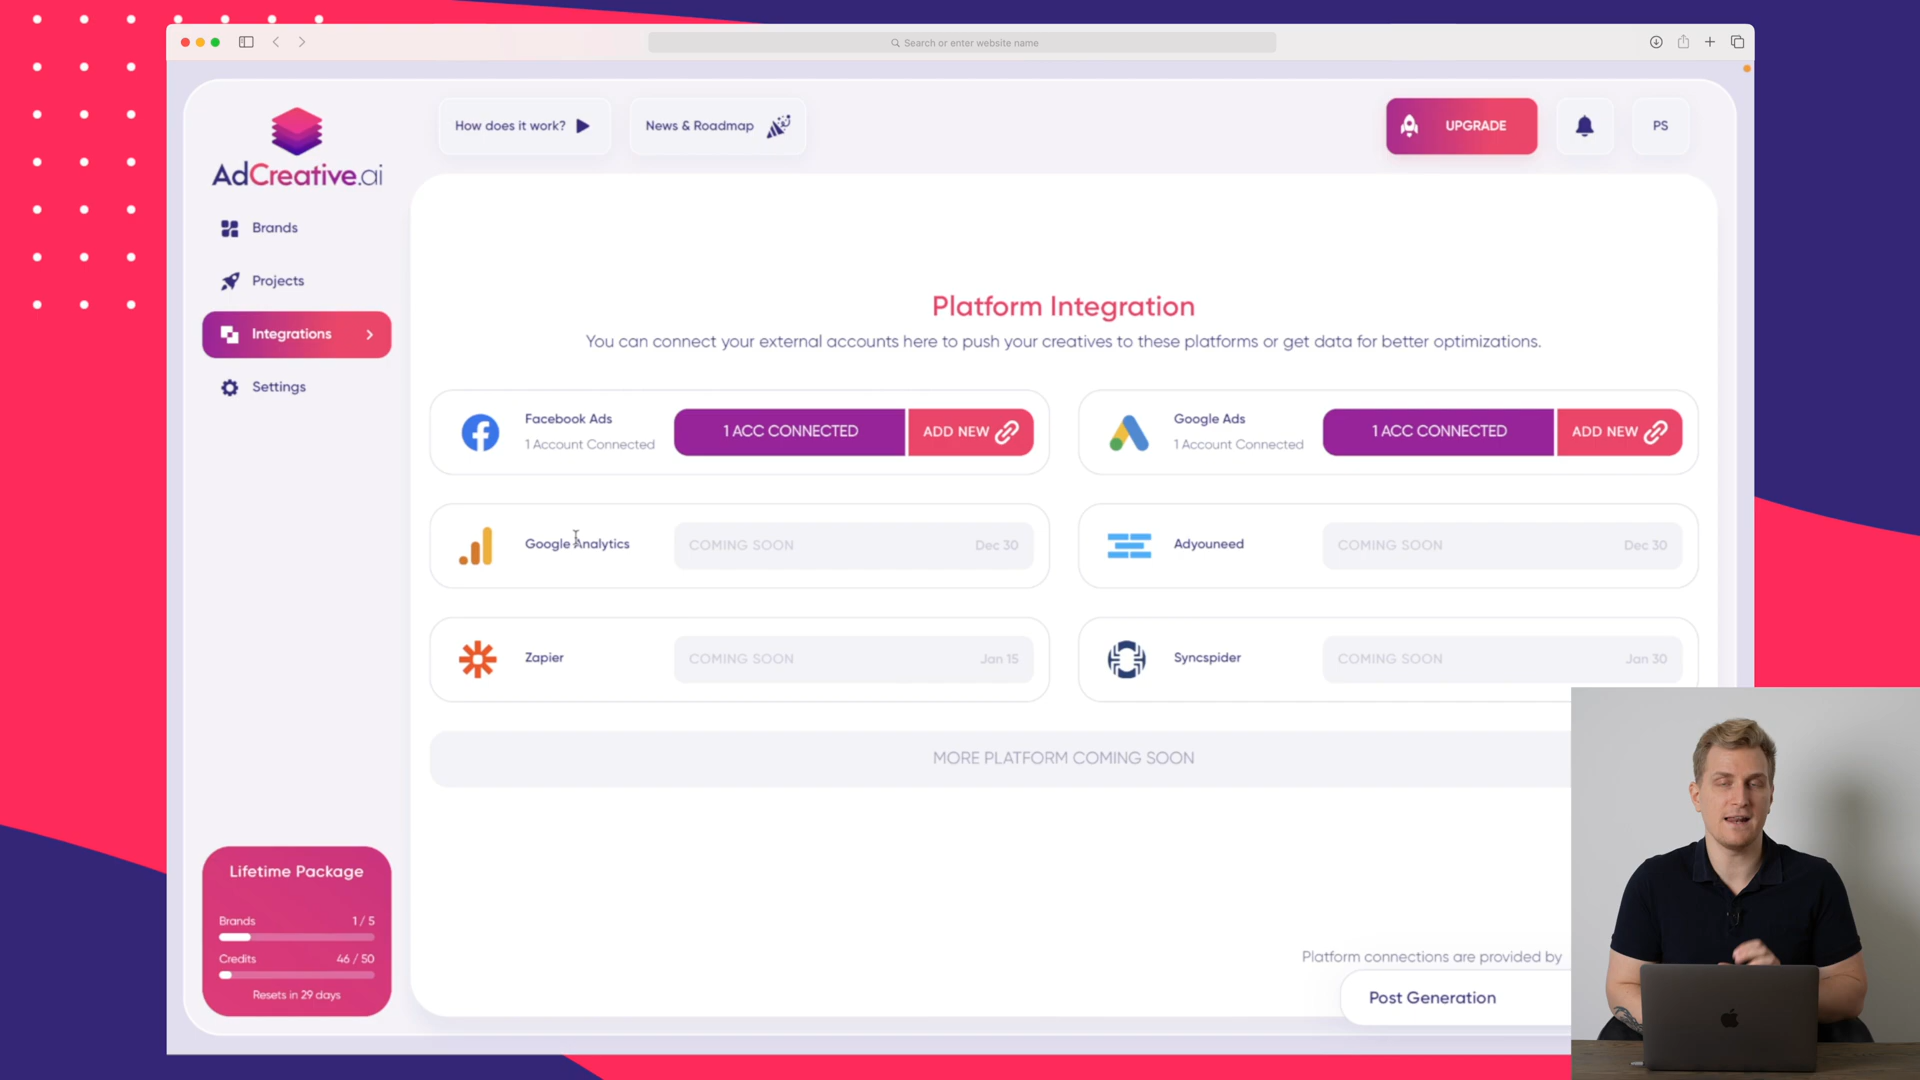 Search or enter website name
AdCreative.ai
How does it work?
News & Roadmap
UPGRADE
PS
Brands
Projects
Integrations
Settings
Platform Integration
You can connect your external accounts here to push your creatives to these platforms or get data for better optimizations.
Facebook Ads
1 Account Connected
1 ACC CONNECTED
ADD NEW
Google Ads
1 Account Connected
1 ACC CONNECTED
ADD NEW
Google Analytics
COMING SOON
Dec 30
Adyouneed
COMING SOON
Dec 30
Zapier
COMING SOON
Jan 15
Syncspider
COMING SOON
Jan 30
MORE PLATFORM COMING SOON
Lifetime Package
Brands 1 / 5
Credits 46 / 50
Resets in 29 days
Platform connections are provided by
Post Generation